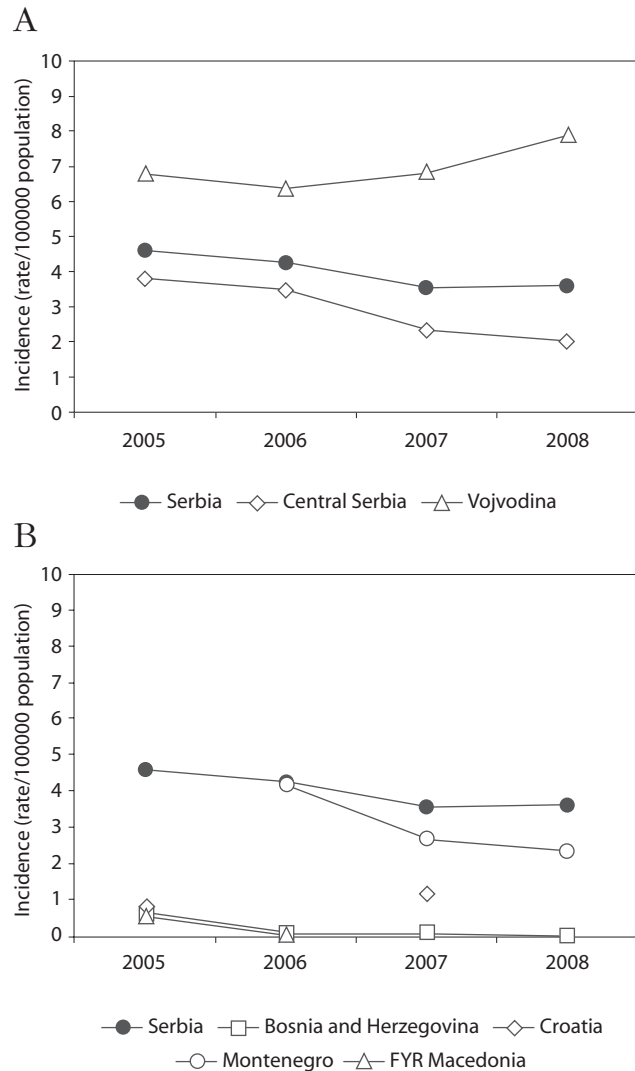 A
Incidence (rate/100000 population)
10
9
8
7
6
5
4
3
2
1
0
2005 2006 2007 2008
Serbia Central Serbia Vojvodina
B
Incidence (rate/100000 population)
10
9
8
7
6
5
4
3
2
1
0
2005 2006 2007 2008
Serbia Bosnia and Herzegovina Croatia
Montenegro FYR Macedonia